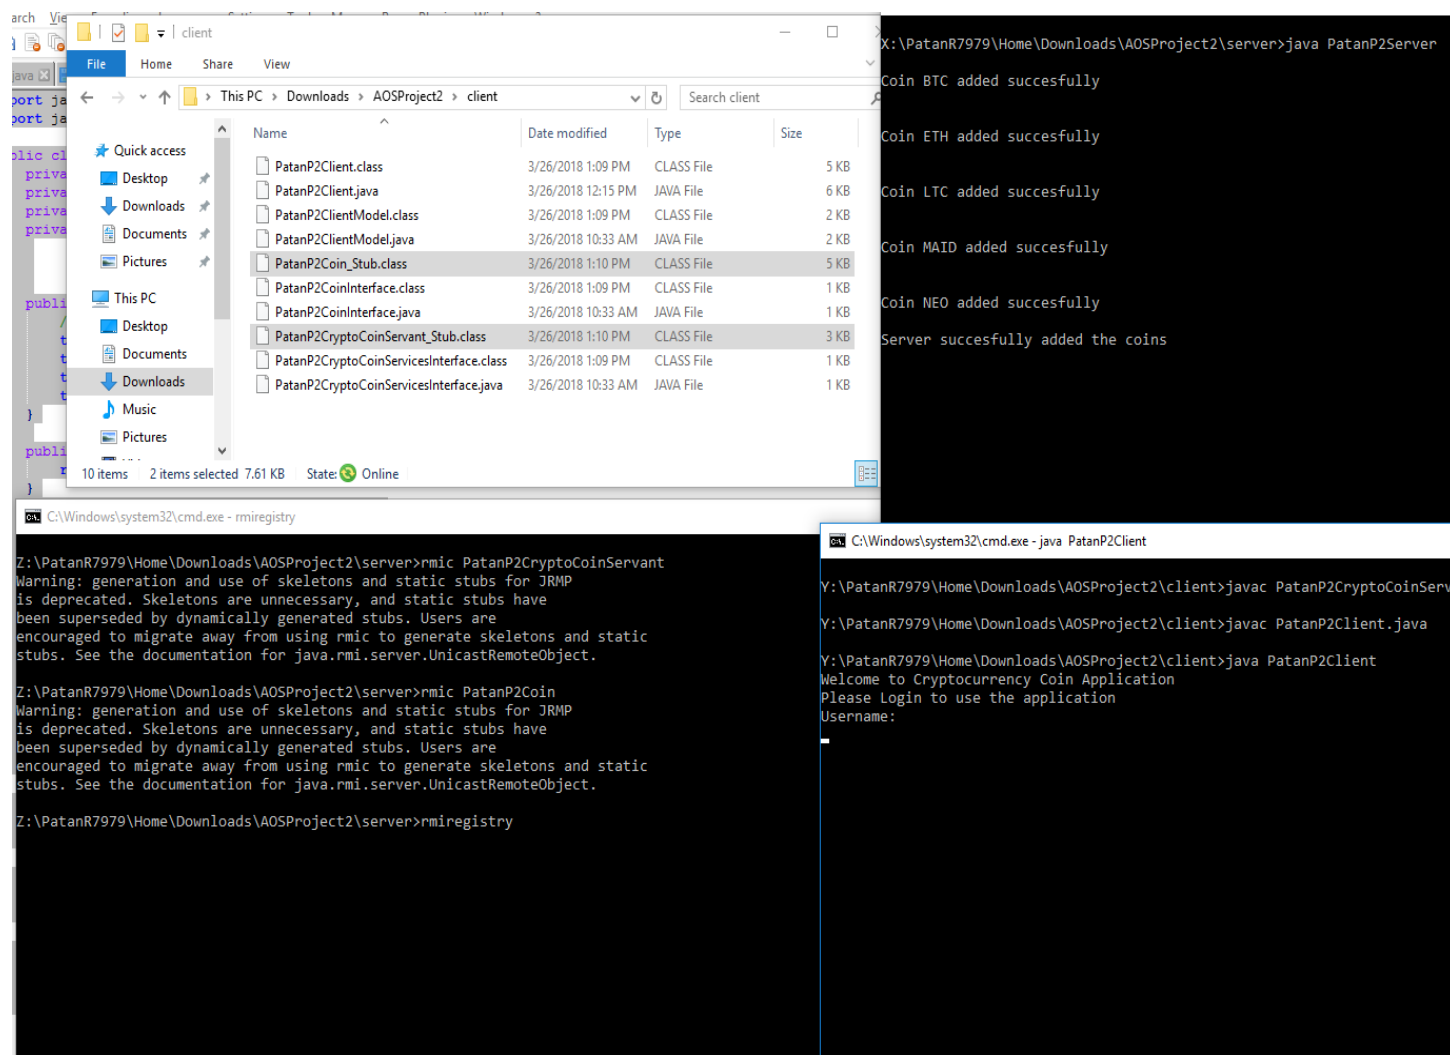 arch Vie
client
File Home Share View
This PC > Downloads > AOSProject2 > client
Search client
java
port ja
port ja
blic cl
priva
priva
priva
priva
publi
/
t
t
t
t
}
publi
r
}
Quick access
Desktop
Downloads
Documents
Pictures
This PC
Desktop
Documents
Downloads
Music
Pictures
Name Date modified Type Size
PatanP2Client.class 3/26/2018 1:09 PM CLASS File 5 KB
PatanP2Client.java 3/26/2018 12:15 PM JAVA File 6 KB
PatanP2ClientModel.class 3/26/2018 1:09 PM CLASS File 2 KB
PatanP2ClientModel.java 3/26/2018 10:33 AM JAVA File 2 KB
PatanP2Coin_Stub.class 3/26/2018 1:10 PM CLASS File 5 KB
PatanP2CoinInterface.class 3/26/2018 1:09 PM CLASS File 1 KB
PatanP2CoinInterface.java 3/26/2018 10:33 AM JAVA File 1 KB
PatanP2CryptoCoinServant_Stub.class 3/26/2018 1:10 PM CLASS File 3 KB
PatanP2CryptoCoinServicesInterface.class 3/26/2018 1:09 PM CLASS File 1 KB
PatanP2CryptoCoinServicesInterface.java 3/26/2018 10:33 AM JAVA File 1 KB
10 items 2 items selected 7.61 KB State: Online
X:\PatanR7979\Home\Downloads\AOSProject2\server>java PatanP2Server
Coin BTC added succesfully
Coin ETH added succesfully
Coin LTC added succesfully
Coin MAID added succesfully
Coin NEO added succesfully
Server succesfully added the coins
C:\Windows\system32\cmd.exe - rmiregistry
Z:\PatanR7979\Home\Downloads\AOSProject2\server>rmic PatanP2CryptoCoinServant
Warning: generation and use of skeletons and static stubs for JRMP
is deprecated. Skeletons are unnecessary, and static stubs have
been superseded by dynamically generated stubs. Users are
encouraged to migrate away from using rmic to generate skeletons and static
stubs. See the documentation for java.rmi.server.UnicastRemoteObject.
Z:\PatanR7979\Home\Downloads\AOSProject2\server>rmic PatanP2Coin
Warning: generation and use of skeletons and static stubs for JRMP
is deprecated. Skeletons are unnecessary, and static stubs have
been superseded by dynamically generated stubs. Users are
encouraged to migrate away from using rmic to generate skeletons and static
stubs. See the documentation for java.rmi.server.UnicastRemoteObject.
Z:\PatanR7979\Home\Downloads\AOSProject2\server>rmiregistry
C:\Windows\system32\cmd.exe - java PatanP2Client
Y:\PatanR7979\Home\Downloads\AOSProject2\client>javac PatanP2CryptoCoinServ
Y:\PatanR7979\Home\Downloads\AOSProject2\client>javac PatanP2Client.java
Y:\PatanR7979\Home\Downloads\AOSProject2\client>java PatanP2Client
Welcome to Cryptocurrency Coin Application
Please Login to use the application
Username: